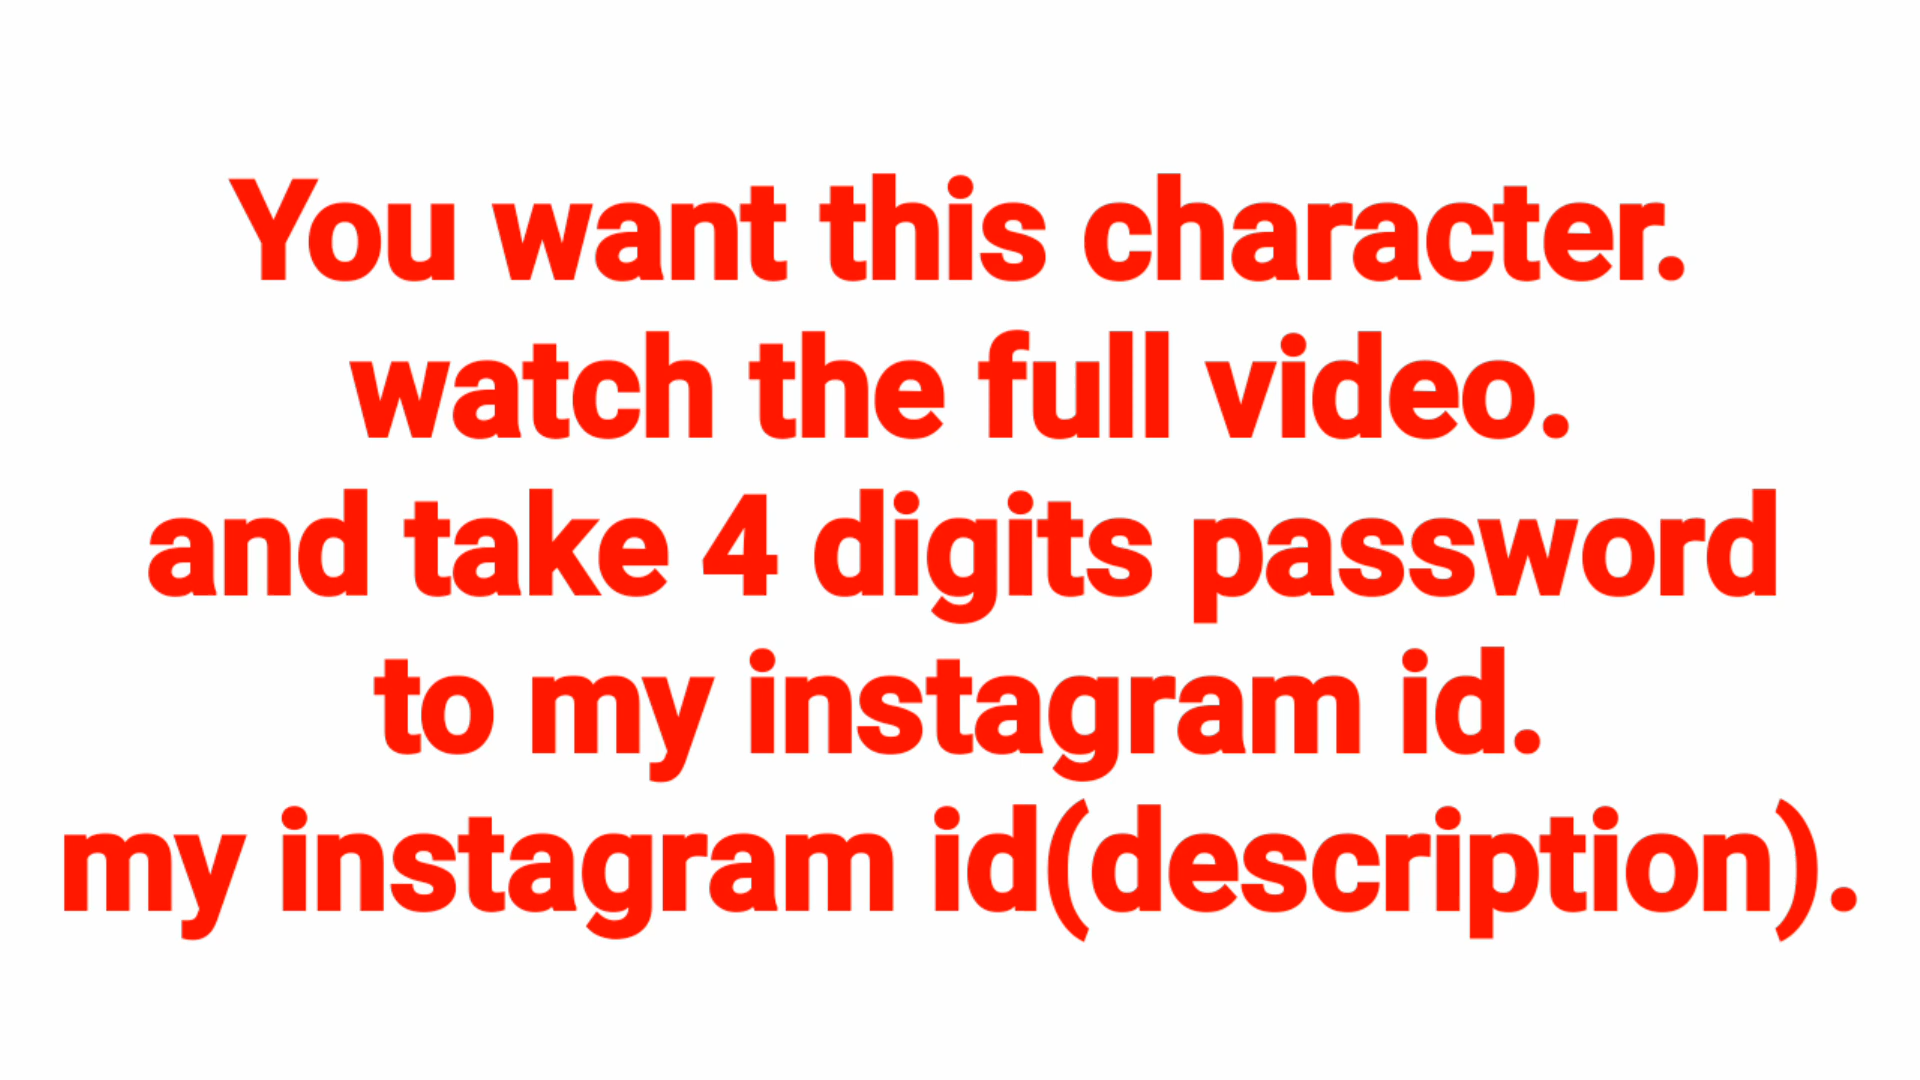 You want this character.
watch the full video.
and take 4 digits password
to my instagram id.
my instagram id(description).